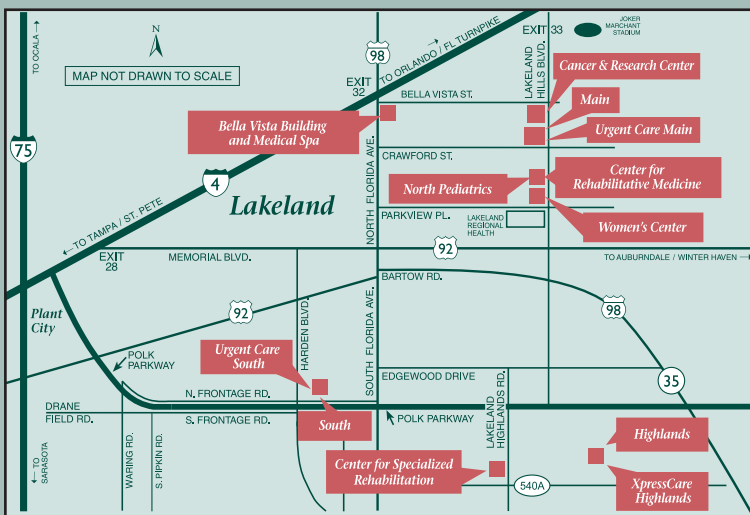 TO OCALA →
N
MAP NOT DRAWN TO SCALE
98
→
TO ORLANDO / FL TURNPIKE
EXIT 33
JOKER
MARCHANT
STADIUM
EXIT
32
LAKELAND
HILLS BLVD.
Cancer & Research Center
BELLA VISTA ST.
Main
Bella Vista Building
and Medical Spa
Urgent Care Main
75
CRAWFORD ST.
4
NORTH FLORIDA AVE.
North Pediatrics
Center for
Rehabilitative Medicine
Lakeland
PARKVIEW PL.
LAKELAND
REGIONAL
HEALTH
Women's Center
← TO TAMPA / ST. PETE
92
EXIT
28
MEMORIAL BLVD.
TO AUBURNDALE / WINTER HAVEN →
BARTOW RD.
Plant
City
92
HARDEN BLVD.
SOUTH FLORIDA AVE.
98
POLK
PARKWAY
Urgent Care
South
EDGEWOOD DRIVE
35
N. FRONTAGE RD.
DRANE
FIELD RD.
S. FRONTAGE RD.
South
POLK PARKWAY
LAKELAND
HIGHLANDS RD.
Highlands
← TO
SARASOTA
WARING RD.
S. PIPKIN RD.
Center for Specialized
Rehabilitation
540A
XpressCare
Highlands